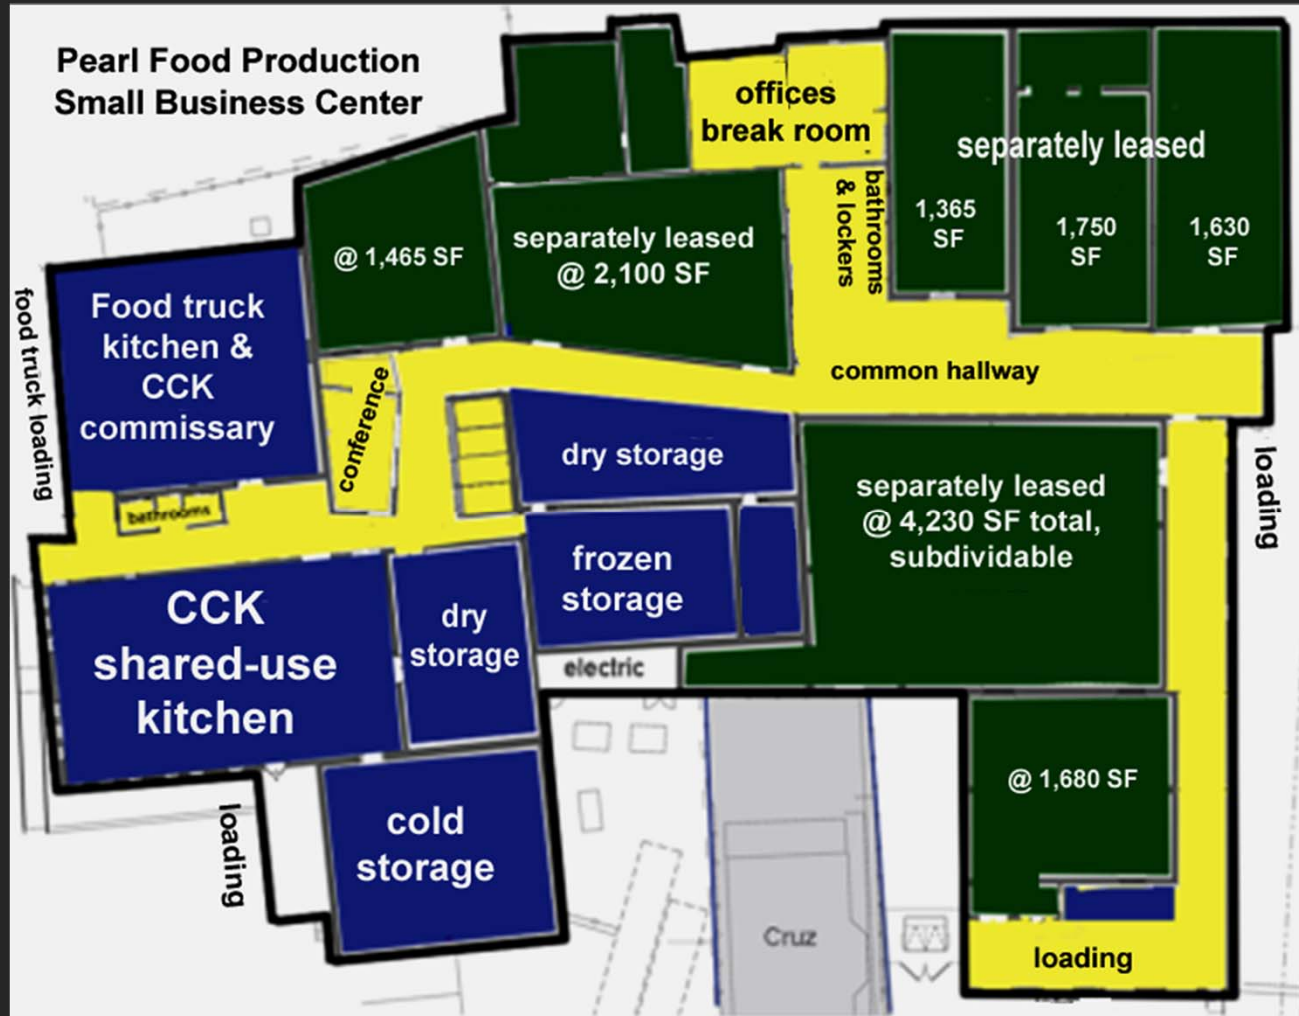 Pearl Food Production
Small Business Center
offices
break room
separately leased
bathrooms
& lockers
1,365
SF
1,750
SF
1,630
SF
@ 1,465 SF
separately leased
@ 2,100 SF
Food truck
kitchen &
CCK
commissary
food truck loading
conference
common hallway
dry storage
bathrooms
separately leased
@ 4,230 SF total,
subdividable
loading
frozen
storage
CCK
shared-use
kitchen
dry
storage
electric
@ 1,680 SF
loading
cold
storage
Cruz
loading